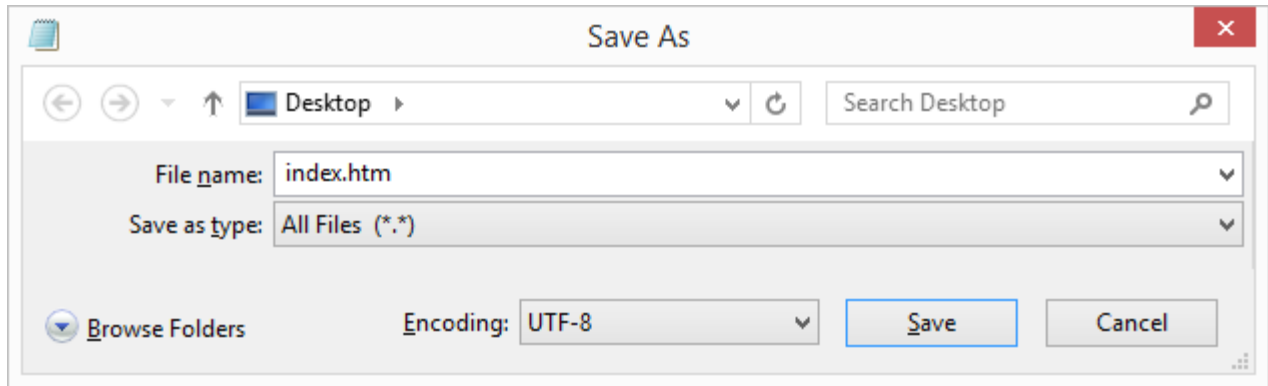 Save As
Desktop
Search Desktop
File name: index.htm
Save as type: All Files (*.*)
Browse Folders
Encoding: UTF-8
Save
Cancel